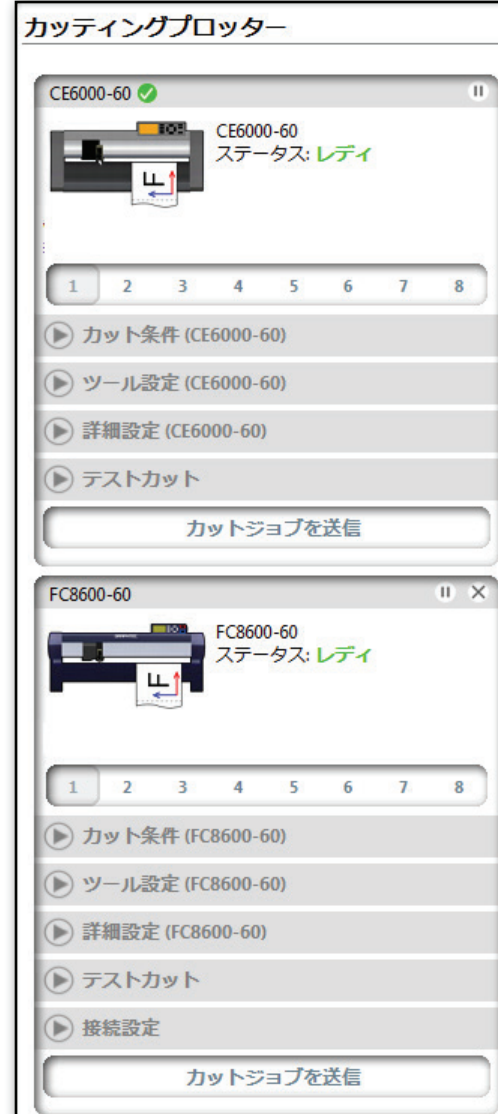 カッティングプロッター
CE6000-60
CE6000-60
ステータス: レディ
F
1 2 3 4 5 6 7 8
カット条件 (CE6000-60)
ツール設定 (CE6000-60)
詳細設定 (CE6000-60)
テストカット
カットジョブを送信
FC8600-60
FC8600-60
ステータス: レディ
F
1 2 3 4 5 6 7 8
カット条件 (FC8600-60)
ツール設定 (FC8600-60)
詳細設定 (FC8600-60)
テストカット
接続設定
カットジョブを送信